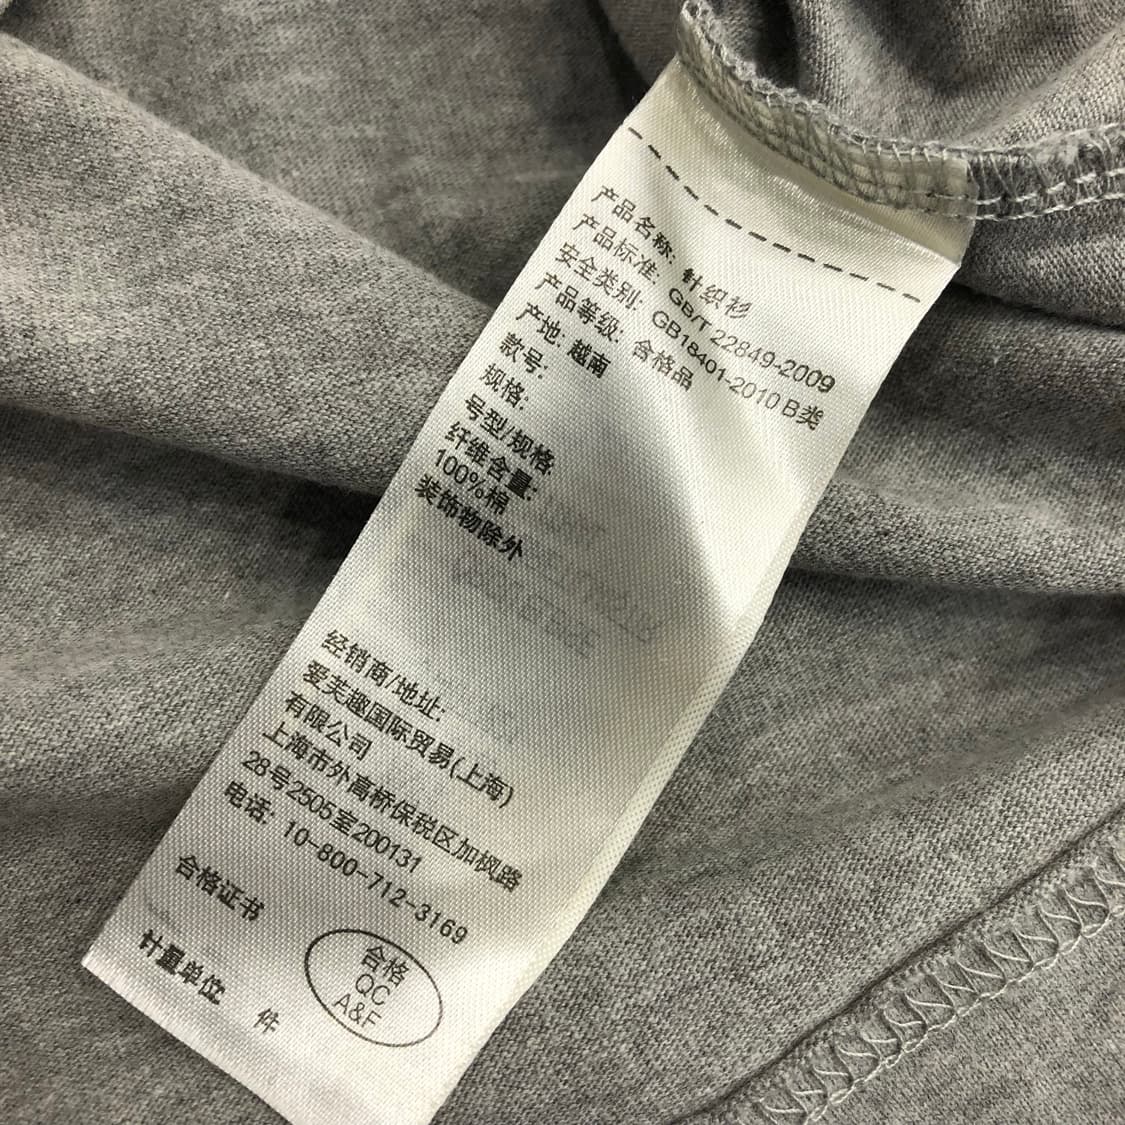 产品名称: 针织衫
产品标准: GB/T 22849-2009
安全类别: GB18401-2010 B类
产品等级: 合格品
产地: 越南
款号:
规格:
号型/规格
纤维含量:
100%棉
装饰物除外
经销商/地址:
爱芙趣国际贸易(上海)
有限公司
上海市外高桥保税区加枫路
28号2505室200131
电话: 10-800-712-3169
合格证书
合格
QC
A&F
针量单位 件